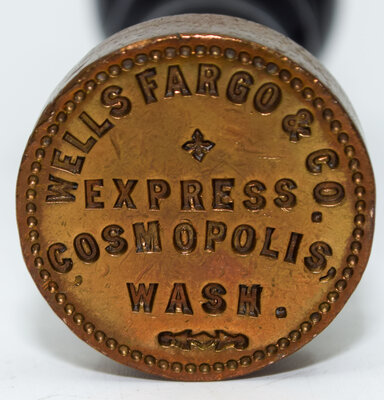 WELLS FARGO & CO.
EXPRESS
COSMOPOLIS,
WASH.